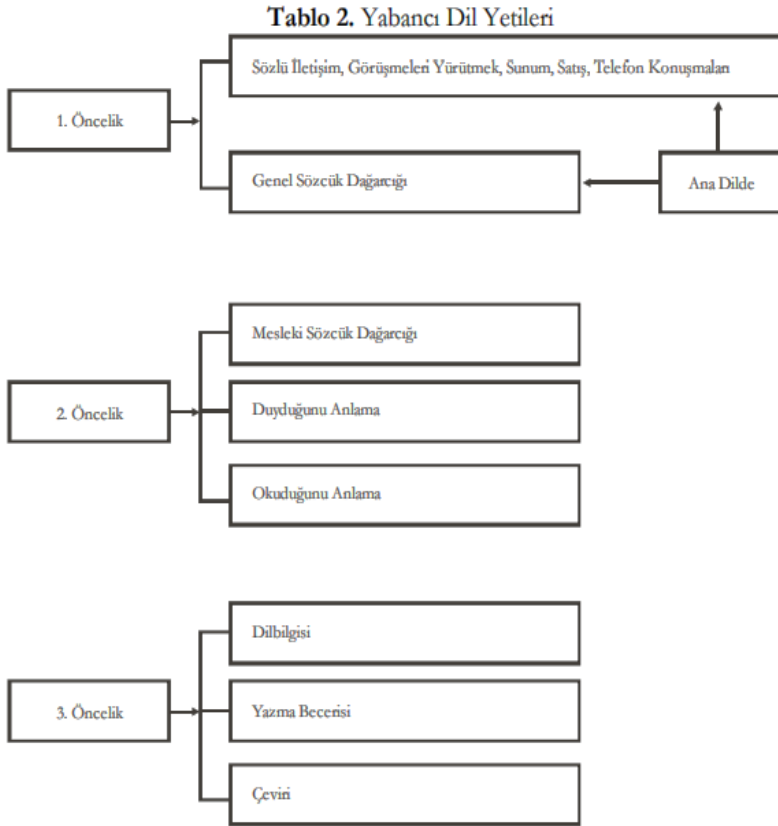 Tablo 2. Yabancı Dil Yetileri
Sözlü İletişim, Görüşmeleri Yürütmek, Sunum, Satış, Telefon Konuşmaları
1. Öncelik
Genel Sözcük Dağarcığı
Ana Dilde
Mesleki Sözcük Dağarcığı
2. Öncelik
Duyduğunu Anlama
Okuduğunu Anlama
Dilbilgisi
3. Öncelik
Yazma Becerisi
Çeviri